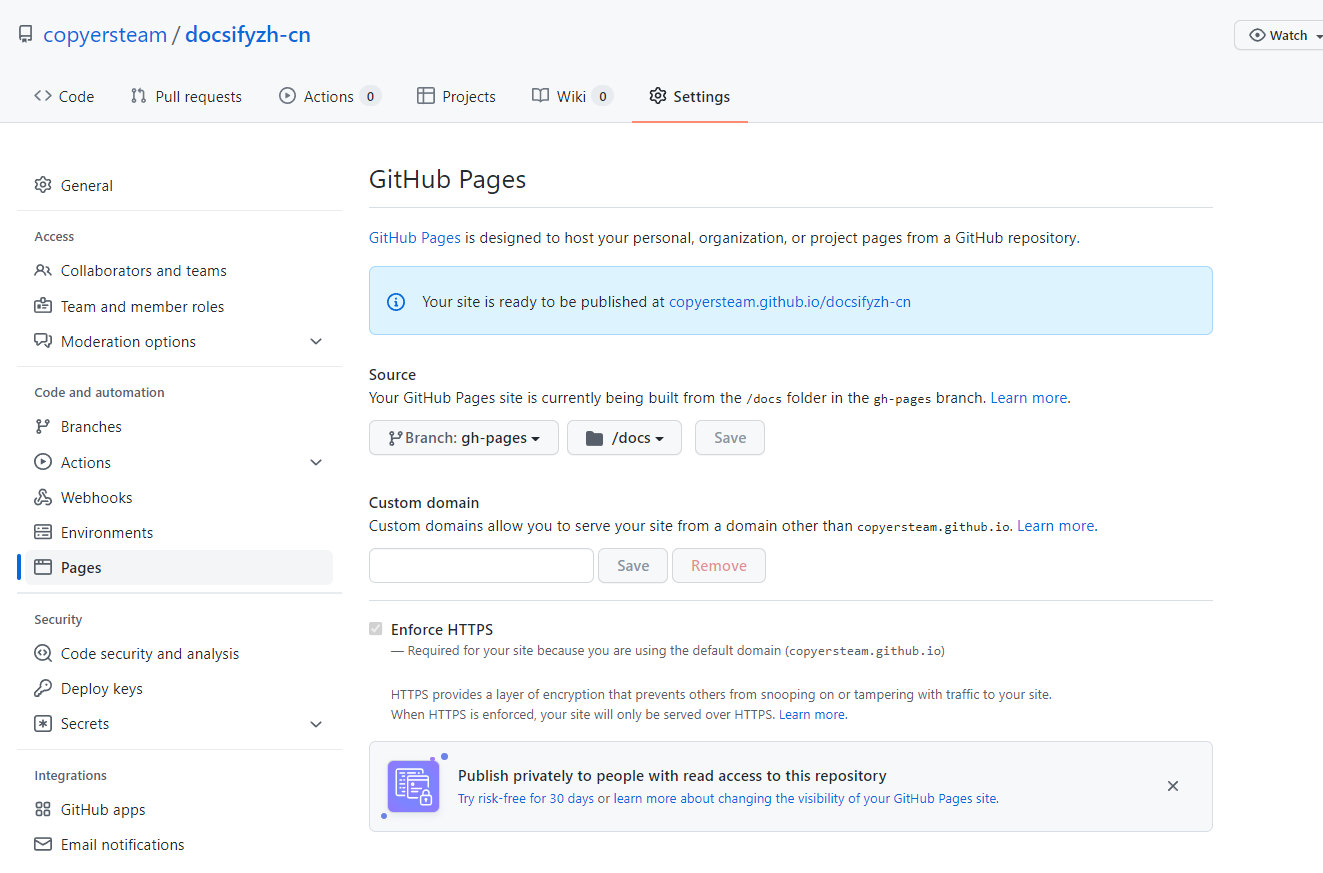 copyersteam / docsifyzh-cn
Watch
Code Pull requests Actions 0 Projects Wiki 0 Settings
General
Access
Collaborators and teams
Team and member roles
Moderation options
Code and automation
Branches
Actions
Webhooks
Environments
Pages
Security
Code security and analysis
Deploy keys
Secrets
Integrations
GitHub apps
Email notifications
GitHub Pages
GitHub Pages is designed to host your personal, organization, or project pages from a GitHub repository.
Your site is ready to be published at copyersteam.github.io/docsifyzh-cn
Source
Your GitHub Pages site is currently being built from the /docs folder in the gh-pages branch. Learn more.
Branch: gh-pages /docs Save
Custom domain
Custom domains allow you to serve your site from a domain other than copyersteam.github.io. Learn more.
Save Remove
Enforce HTTPS
— Required for your site because you are using the default domain (copyersteam.github.io)
HTTPS provides a layer of encryption that prevents others from snooping on or tampering with traffic to your site.
When HTTPS is enforced, your site will only be served over HTTPS. Learn more.
Publish privately to people with read access to this repository
Try risk-free for 30 days or learn more about changing the visibility of your GitHub Pages site.